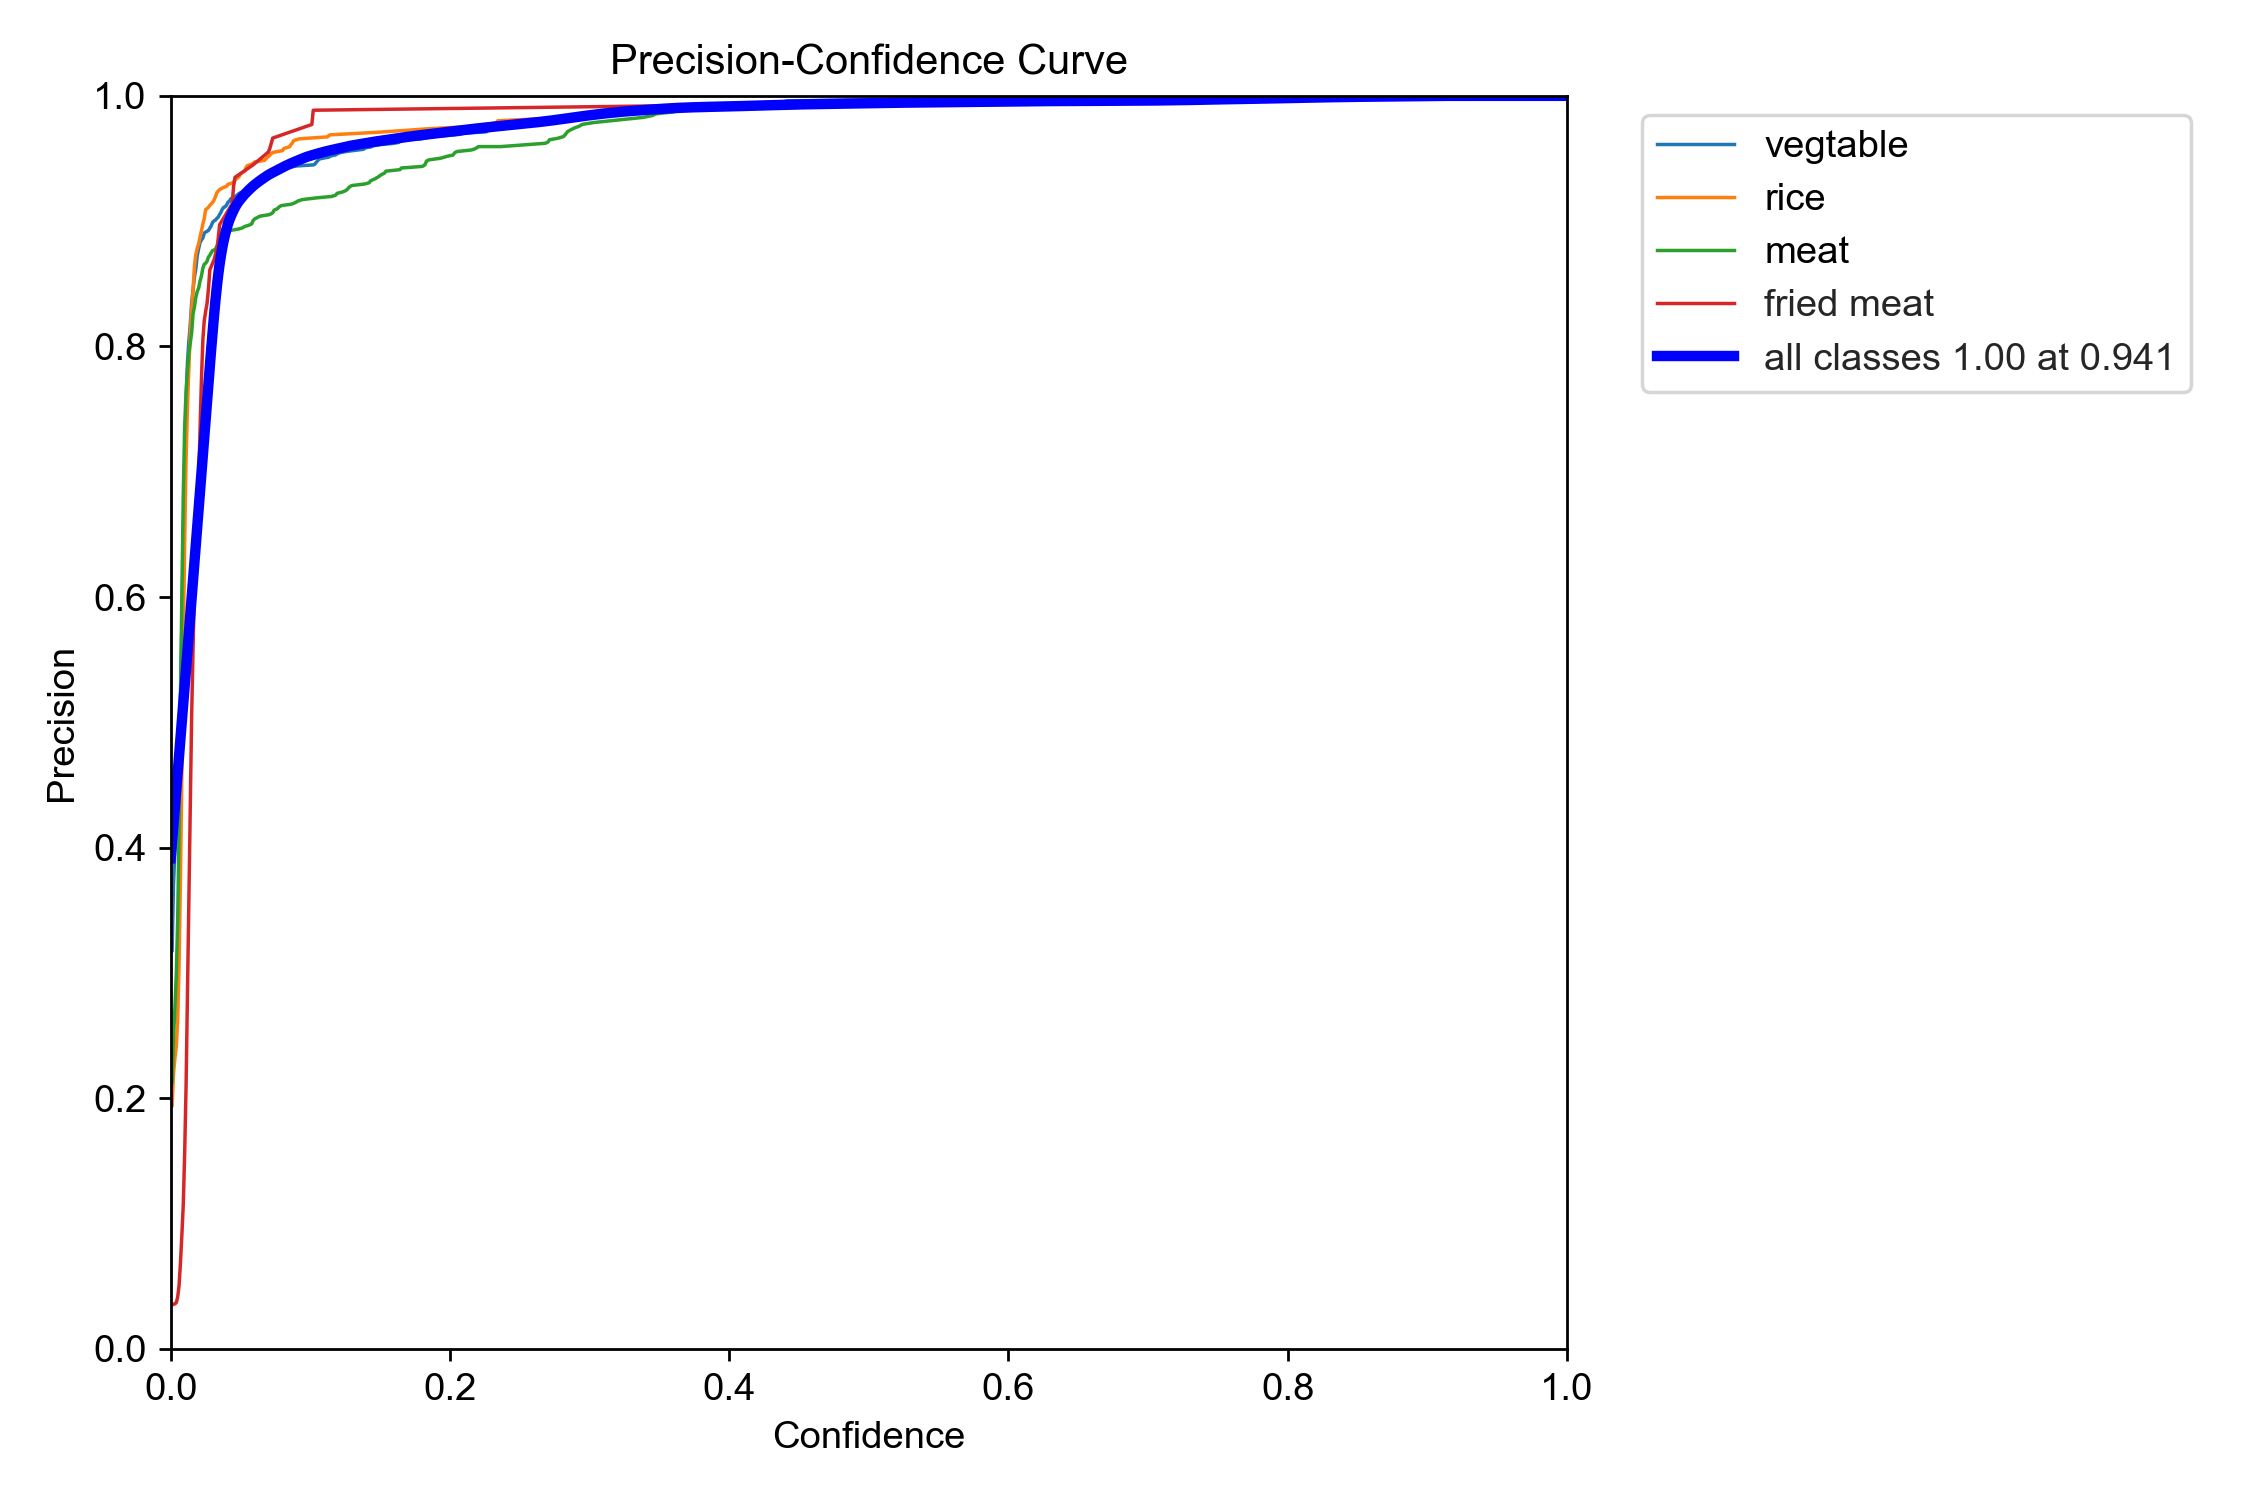 Precision-Confidence Curve
1.0
0.8
0.6
0.4
0.2
0.0
Precision
0.0 0.2 0.4 0.6 0.8 1.0
Confidence
vegtable
rice
meat
fried meat
all classes 1.00 at 0.941